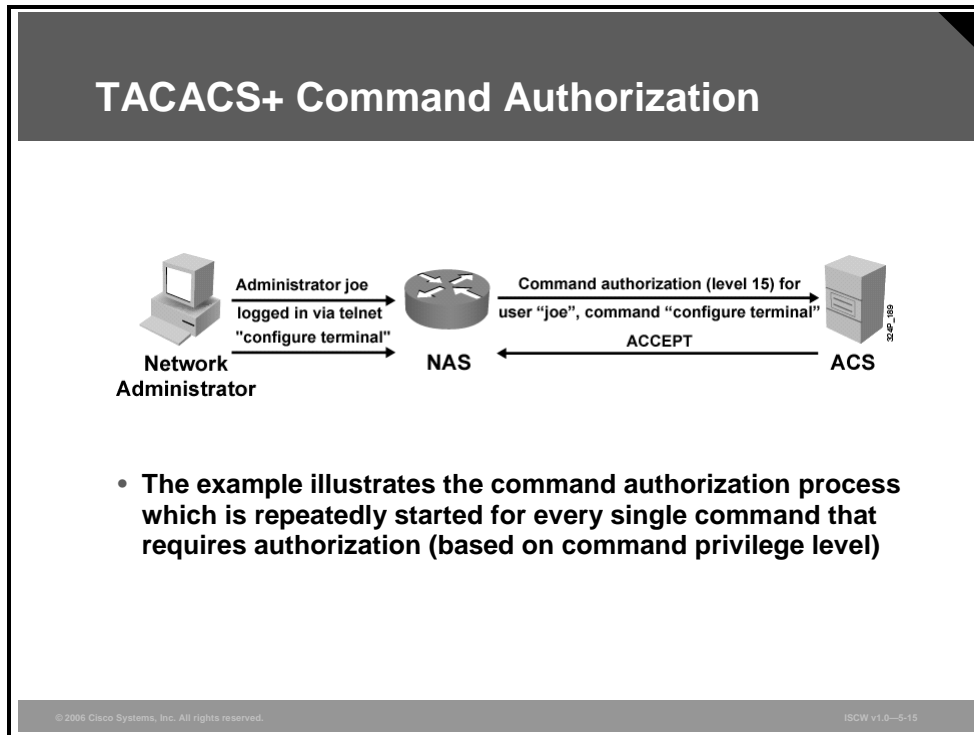 TACACS+ Command Authorization
Administrator joe
logged in via telnet
"configure terminal"
Command authorization (level 15) for
user “joe”, command “configure terminal”
ACCEPT
Network
Administrator
NAS
ACS
324P_189
• The example illustrates the command authorization process
which is repeatedly started for every single command that
requires authorization (based on command privilege level)
© 2006 Cisco Systems, Inc. All rights reserved.
ISCW v1.0—5-15